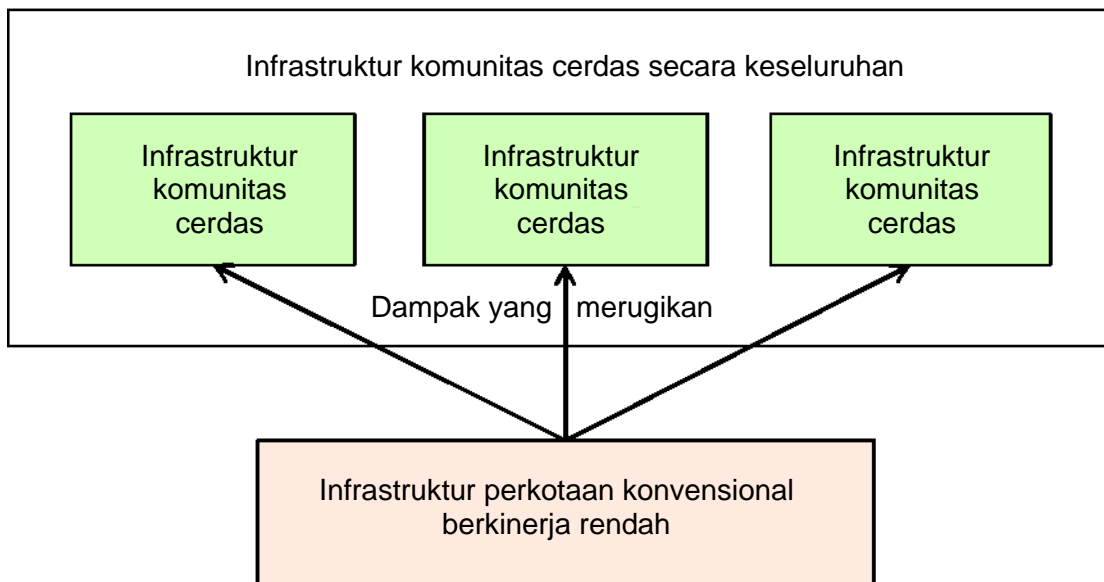 Infrastruktur komunitas cerdas secara keseluruhan
Infrastruktur
komunitas
cerdas
Infrastruktur
komunitas
cerdas
Infrastruktur
komunitas
cerdas
Dampak yang merugikan
Infrastruktur perkotaan konvensional
berkinerja rendah